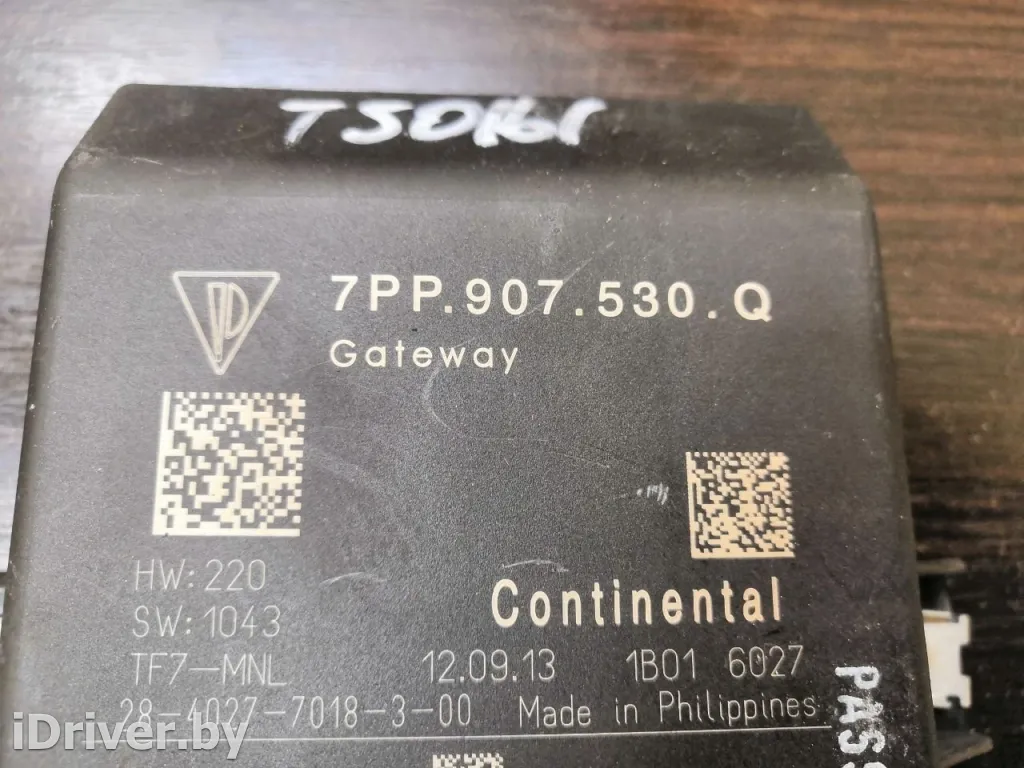 7PP.907.530.Q
Gateway
HW: 220
SW: 1043
Continental
TF7-MNL 12.09.13 1B01 6027
28-4027-7018-3-00 Made in Philippines
PAS
iDriver.by